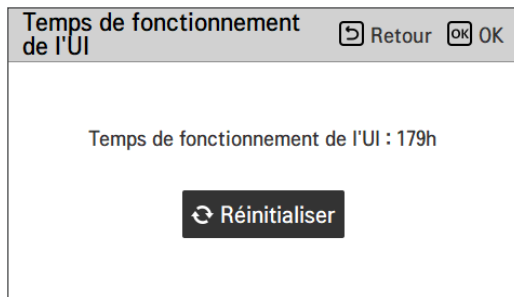 Temps de fonctionnement
de l'UI
Retour OK OK
Temps de fonctionnement de l'UI : 179h
Réinitialiser